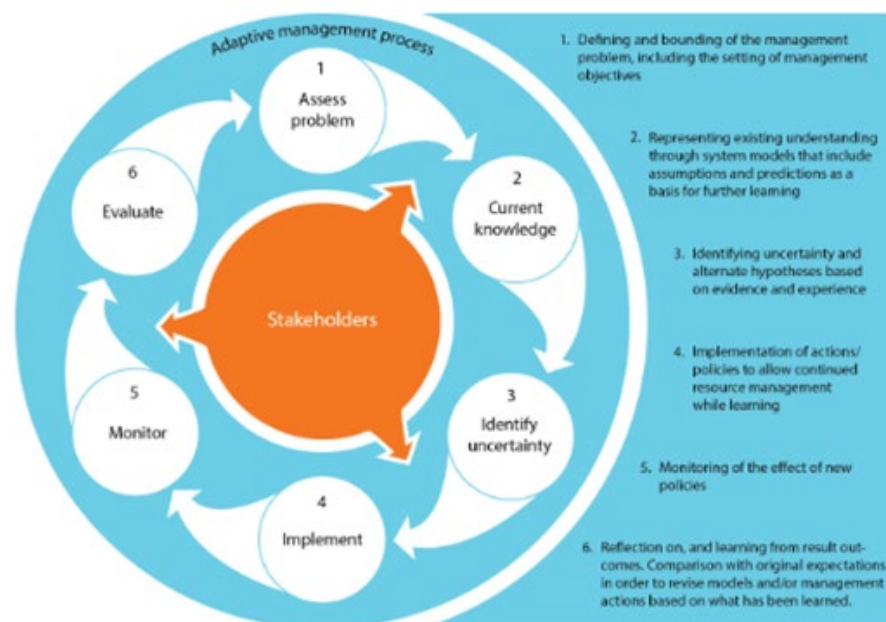 Adaptive management process
1
Assess
problem
2
Current
knowledge
3
Identify
uncertainty
4
Implement
5
Monitor
6
Evaluate
Stakeholders
1. Defining and bounding of the management
problem, including the setting of management
objectives
2. Representing existing understanding
through system models that include
assumptions and predictions as a
basis for further learning
3. Identifying uncertainty and
alternate hypotheses based
on evidence and experience
4. Implementation of actions/
policies to allow continued
resource management
while learning
5. Monitoring of the effect of new
policies
6. Reflection on, and learning from result out-
comes. Comparison with original expectations
in order to revise models and/or management
actions based on what has been learned.